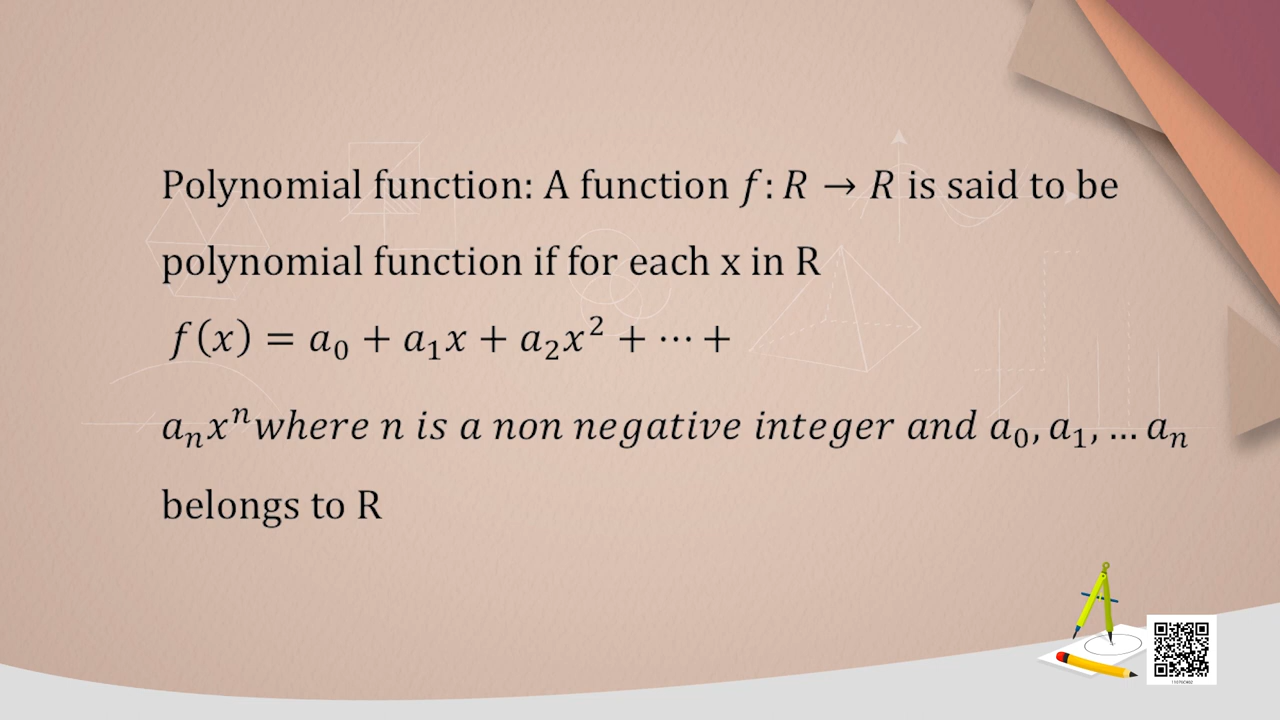 Polynomial function: A function f: R → R is said to be
polynomial function if for each x in R
f(x) = a₀ + a₁x + a₂x² + ⋯ +
aₙxⁿ where n is a non negative integer and a₀, a₁, … aₙ
belongs to R